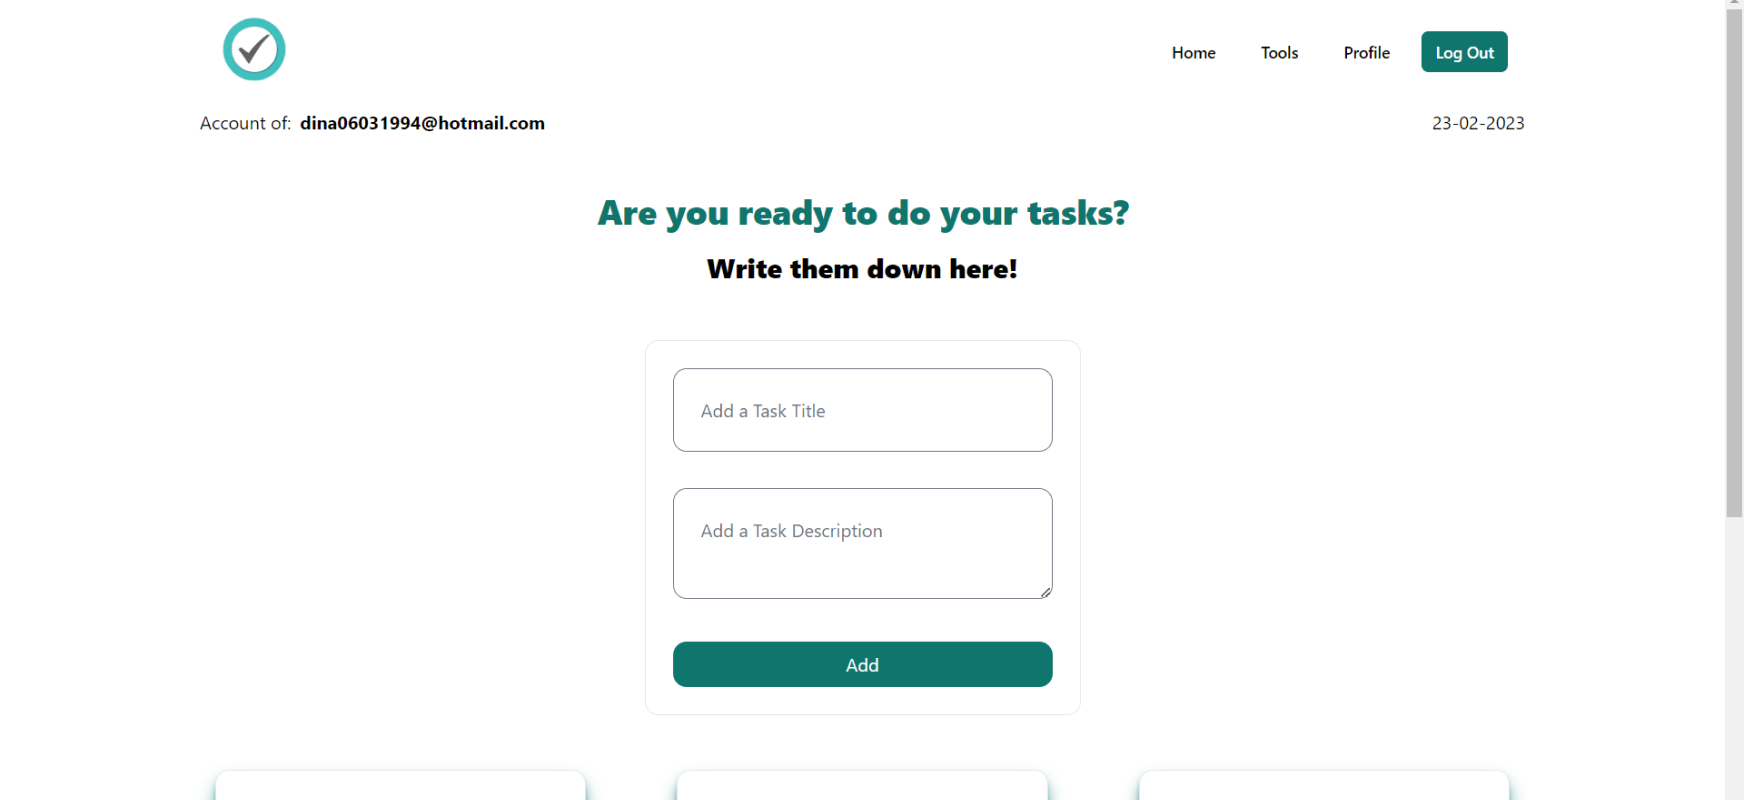 Home Tools Profile Log Out
Account of: dina06031994@hotmail.com 23-02-2023
Are you ready to do your tasks?
Write them down here!
Add a Task Title
Add a Task Description
Add